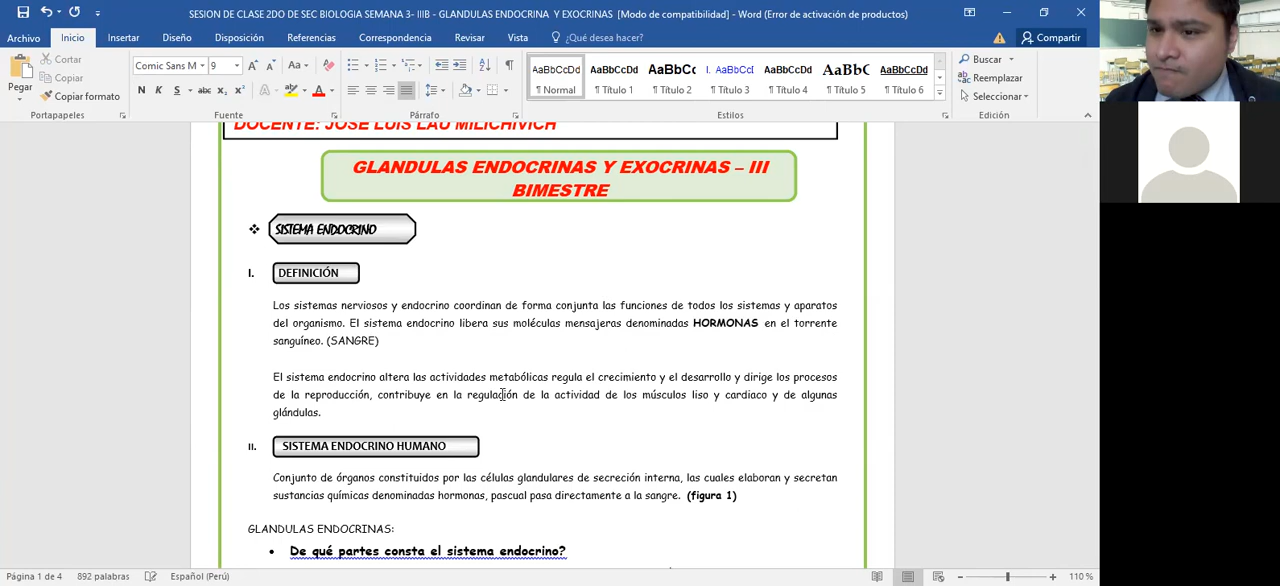 SESION DE CLASE 2DO DE SEC BIOLOGIA SEMANA 3- IIIB - GLANDULAS ENDOCRINA Y EXOCRINAS [Modo de compatibilidad] - Word (Error de activación de productos)
Archivo Inicio Insertar Diseño Disposición Referencias Correspondencia Revisar Vista ¿Qué desea hacer? Compartir
Pegar
Cortar
Copiar
Copiar formato
Portapapeles
Comic Sans M 9
N K S abc x₂ x² A
Fuente
Párrafo
AaBbCcDd AaBbCcDd AaBbCc I. AaBbCcI AaBbCcDd AaBbC AaBbCcDd
¶ Normal ¶ Título 1 ¶ Título 2 ¶ Título 3 ¶ Título 4 ¶ Título 5 ¶ Título 6
Estilos
Buscar
Reemplazar
Seleccionar
Edición
DOCENTE: JOSE LUIS LAU MILICHIVICH
GLANDULAS ENDOCRINAS Y EXOCRINAS – III
BIMESTRE
SISTEMA ENDOCRINO
I. DEFINICIÓN
Los sistemas nerviosos y endocrino coordinan de forma conjunta las funciones de todos los sistemas y aparatos
del organismo. El sistema endocrino libera sus moléculas mensajeras denominadas HORMONAS en el torrente
sanguíneo. (SANGRE)
El sistema endocrino altera las actividades metabólicas regula el crecimiento y el desarrollo y dirige los procesos
de la reproducción, contribuye en la regulación de la actividad de los músculos liso y cardiaco y de algunas
glándulas.
II. SISTEMA ENDOCRINO HUMANO
Conjunto de órganos constituidos por las células glandulares de secreción interna, las cuales elaboran y secretan
sustancias químicas denominadas hormonas, pascual pasa directamente a la sangre. (figura 1)
GLANDULAS ENDOCRINAS:
• De qué partes consta el sistema endocrino?
Página 1 de 4 892 palabras Español (Perú) 110 %